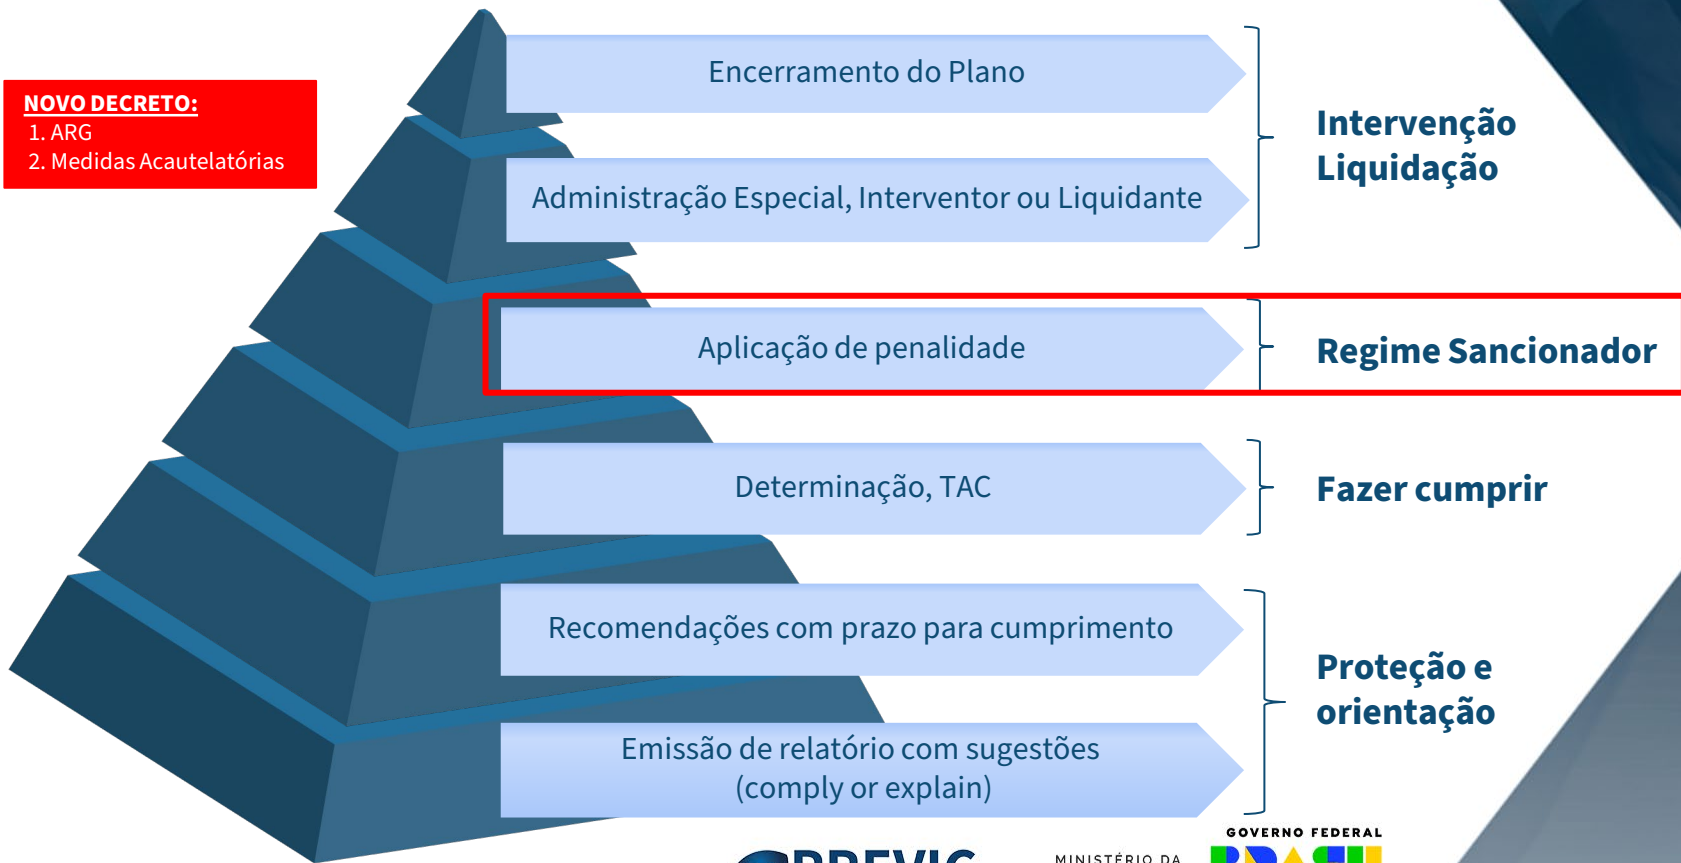 NOVO DECRETO:
1. ARG
2. Medidas Acautelatórias
Encerramento do Plano
Administração Especial, Interventor ou Liquidante
Intervenção
Liquidação
Aplicação de penalidade
Regime Sancionador
Determinação, TAC
Fazer cumprir
Recomendações com prazo para cumprimento
Emissão de relatório com sugestões
(comply or explain)
Proteção e
orientação
PREVIC
MINISTÉRIO DA
GOVERNO FEDERAL
BRASIL